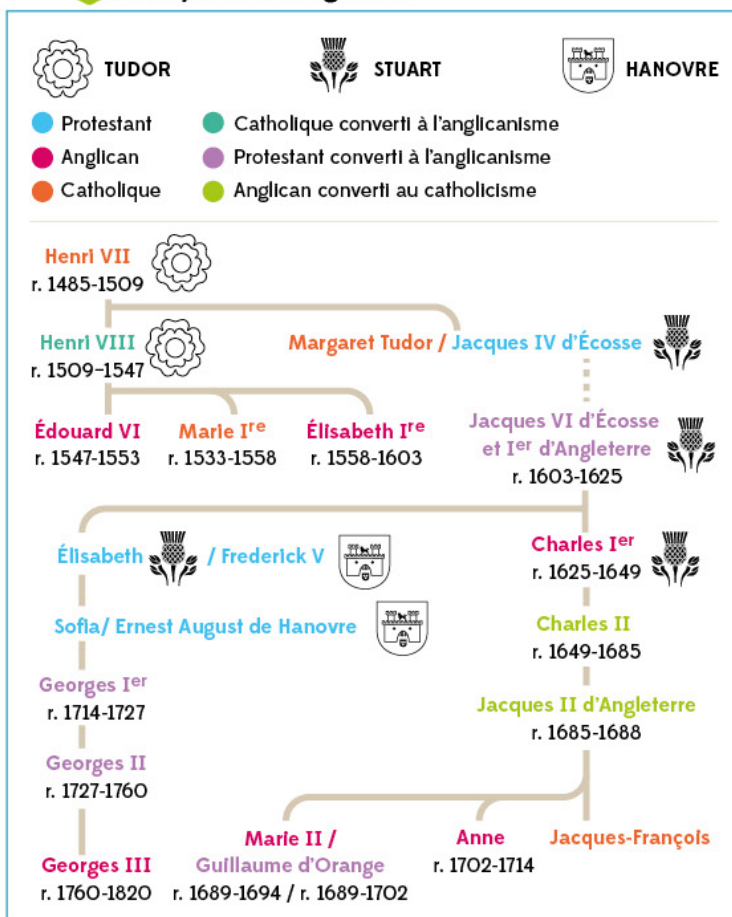 TUDOR
STUART
HANOVRE
Protestant
Catholique converti à l'anglicanisme
Anglican
Protestant converti à l'anglicanisme
Catholique
Anglican converti au catholicisme
Henri VII
r. 1485-1509
Henri VIII
r. 1509-1547
Margaret Tudor / Jacques IV d'Écosse
Édouard VI
r. 1547-1553
Marie Ire
r. 1533-1558
Élisabeth Ire
r. 1558-1603
Jacques VI d'Écosse
et Ier d'Angleterre
r. 1603-1625
Élisabeth / Frederick V
Charles Ier
r. 1625-1649
Sofia/ Ernest August de Hanovre
Charles II
r. 1649-1685
Georges Ier
r. 1714-1727
Jacques II d'Angleterre
r. 1685-1688
Georges II
r. 1727-1760
Georges III
r. 1760-1820
Marie II /
Guillaume d'Orange
r. 1689-1694 / r. 1689-1702
Anne
r. 1702-1714
Jacques-François